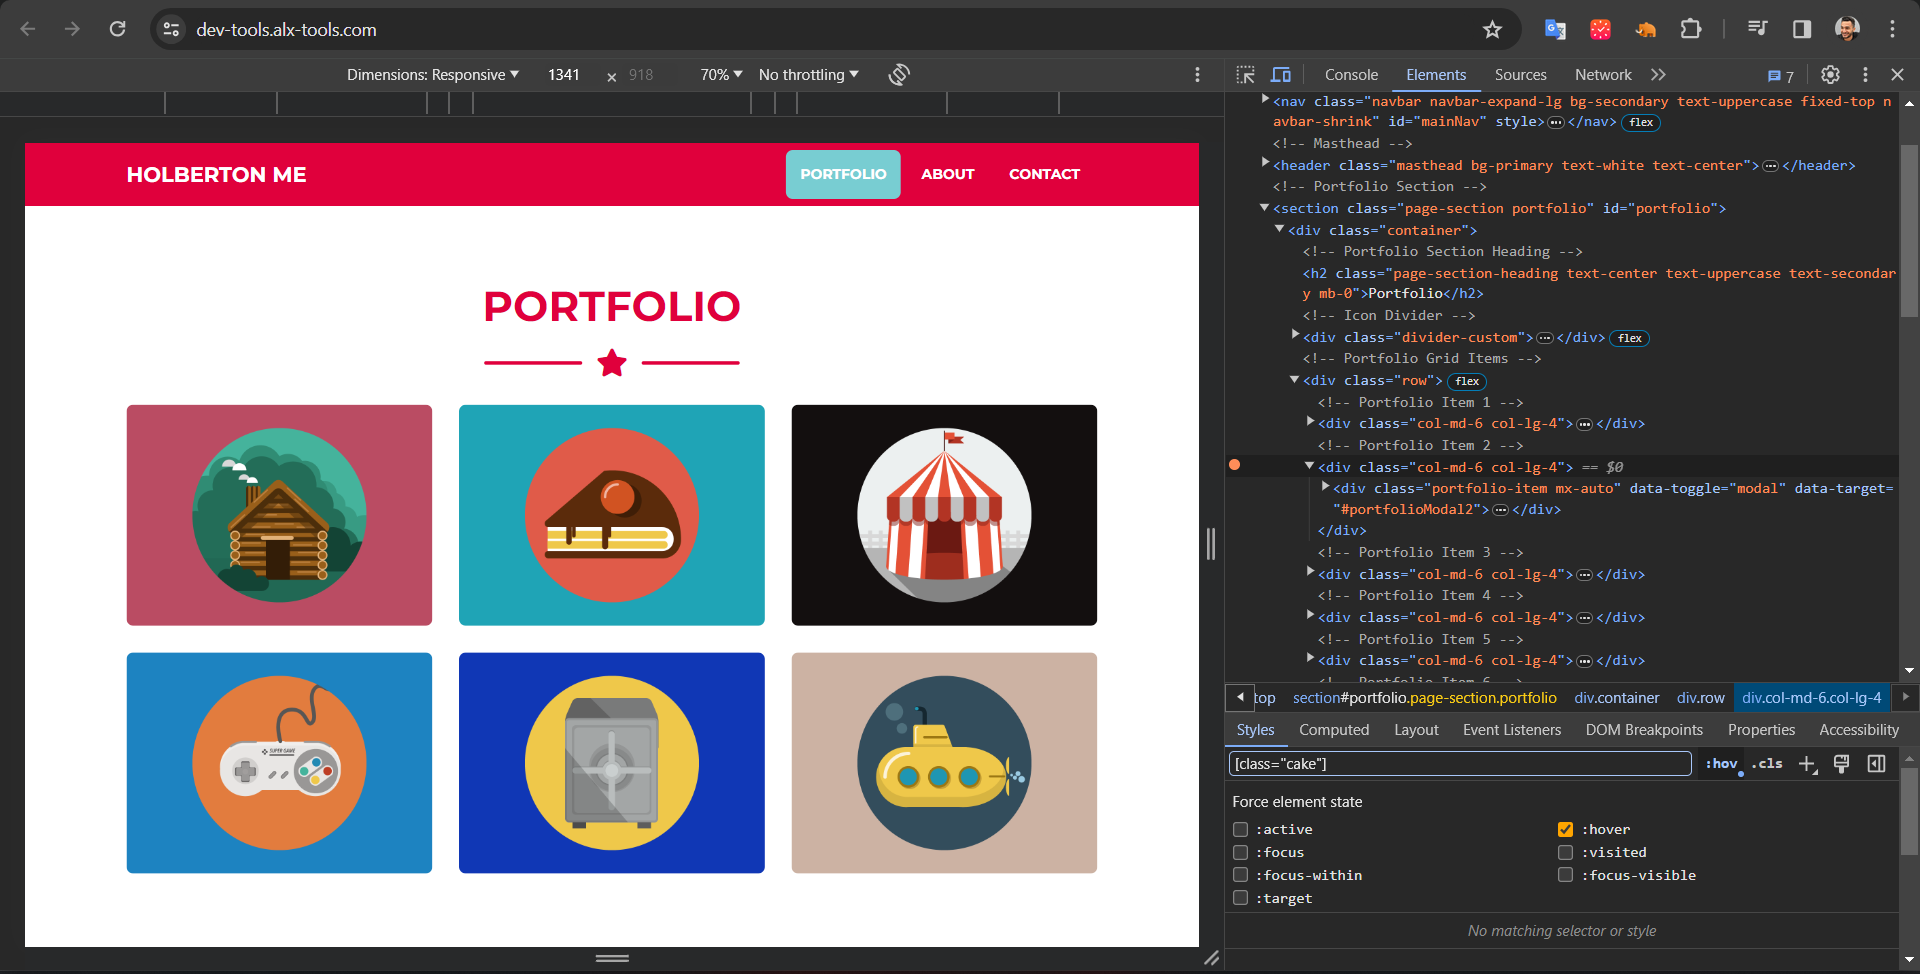 dev-tools.alx-tools.com
Dimensions: Responsive 1341 × 918 70% No throttling
HOLBERTON ME
PORTFOLIO ABOUT CONTACT
PORTFOLIO
SUPER GAME
Console Elements Sources Network 7
<nav class="navbar navbar-expand-lg bg-secondary text-uppercase fixed-top n
avbar-shrink" id="mainNav" style>…</nav> flex
<!-- Masthead -->
<header class="masthead bg-primary text-white text-center">…</header>
<!-- Portfolio Section -->
<section class="page-section portfolio" id="portfolio">
<div class="container">
<!-- Portfolio Section Heading -->
<h2 class="page-section-heading text-center text-uppercase text-secondar
y mb-0">Portfolio</h2>
<!-- Icon Divider -->
<div class="divider-custom">…</div> flex
<!-- Portfolio Grid Items -->
<div class="row"> flex
<!-- Portfolio Item 1 -->
<div class="col-md-6 col-lg-4">…</div>
<!-- Portfolio Item 2 -->
<div class="col-md-6 col-lg-4"> == $0
<div class="portfolio-item mx-auto" data-toggle="modal" data-target=
"#portfolioModal2">…</div>
</div>
<!-- Portfolio Item 3 -->
<div class="col-md-6 col-lg-4">…</div>
<!-- Portfolio Item 4 -->
<div class="col-md-6 col-lg-4">…</div>
<!-- Portfolio Item 5 -->
<div class="col-md-6 col-lg-4">…</div>
<!-- Portfolio Item 6 -->
top section#portfolio.page-section.portfolio div.container div.row div.col-md-6.col-lg-4
Styles Computed Layout Event Listeners DOM Breakpoints Properties Accessibility
[class="cake"] :hov .cls
Force element state
:active :hover
:focus :visited
:focus-within :focus-visible
:target
No matching selector or style